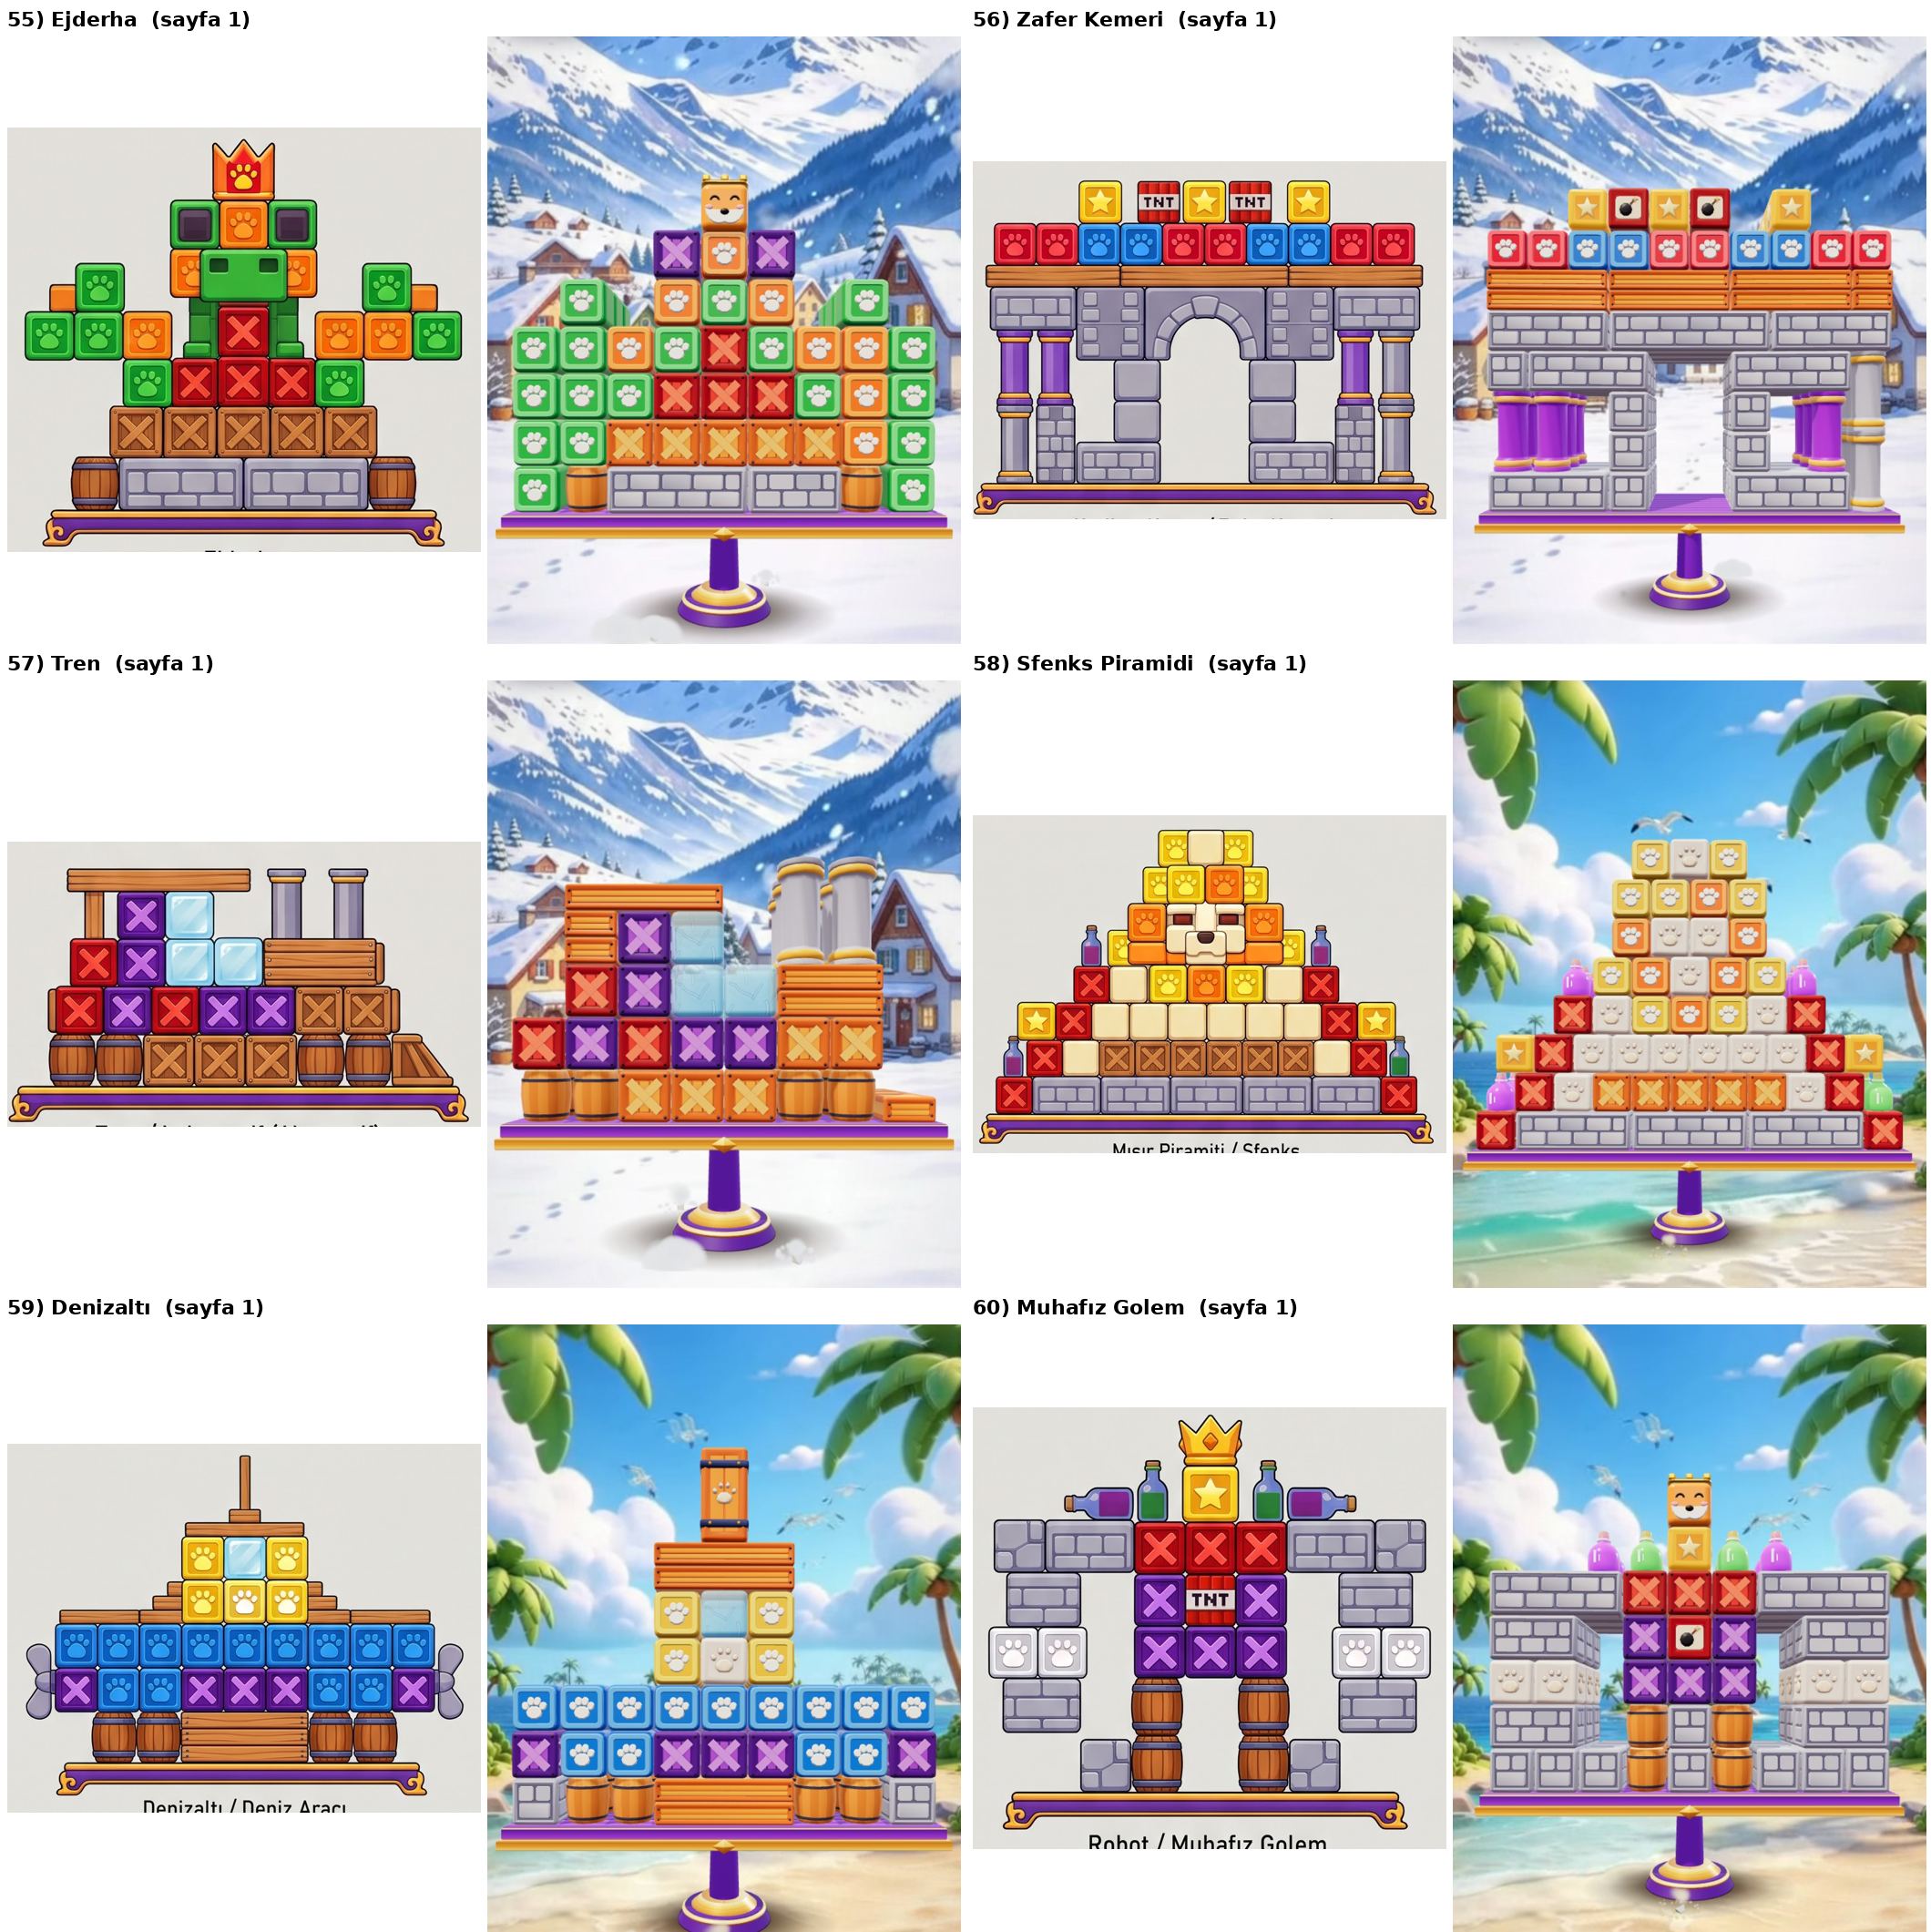 55) Ejderha (sayfa 1)
56) Zafer Kemeri (sayfa 1)
TNT TNT
57) Tren (sayfa 1)
58) Sfenks Piramidi (sayfa 1)
Mısır Piramiti / Sfenks
59) Denizaltı (sayfa 1)
Denizaltı / Deniz Aracı
60) Muhafız Golem (sayfa 1)
TNT
Robot / Muhafız Golem